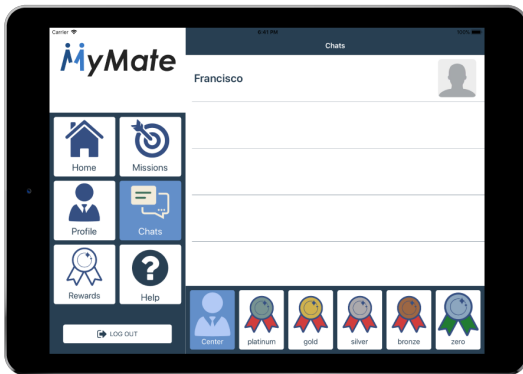 Carrier
8:41 PM
100%
MyMate
Chats
Francisco
Home
Missions
Profile
Chats
Rewards
Help
LOG OUT
Center
platinum
gold
silver
bronze
zero